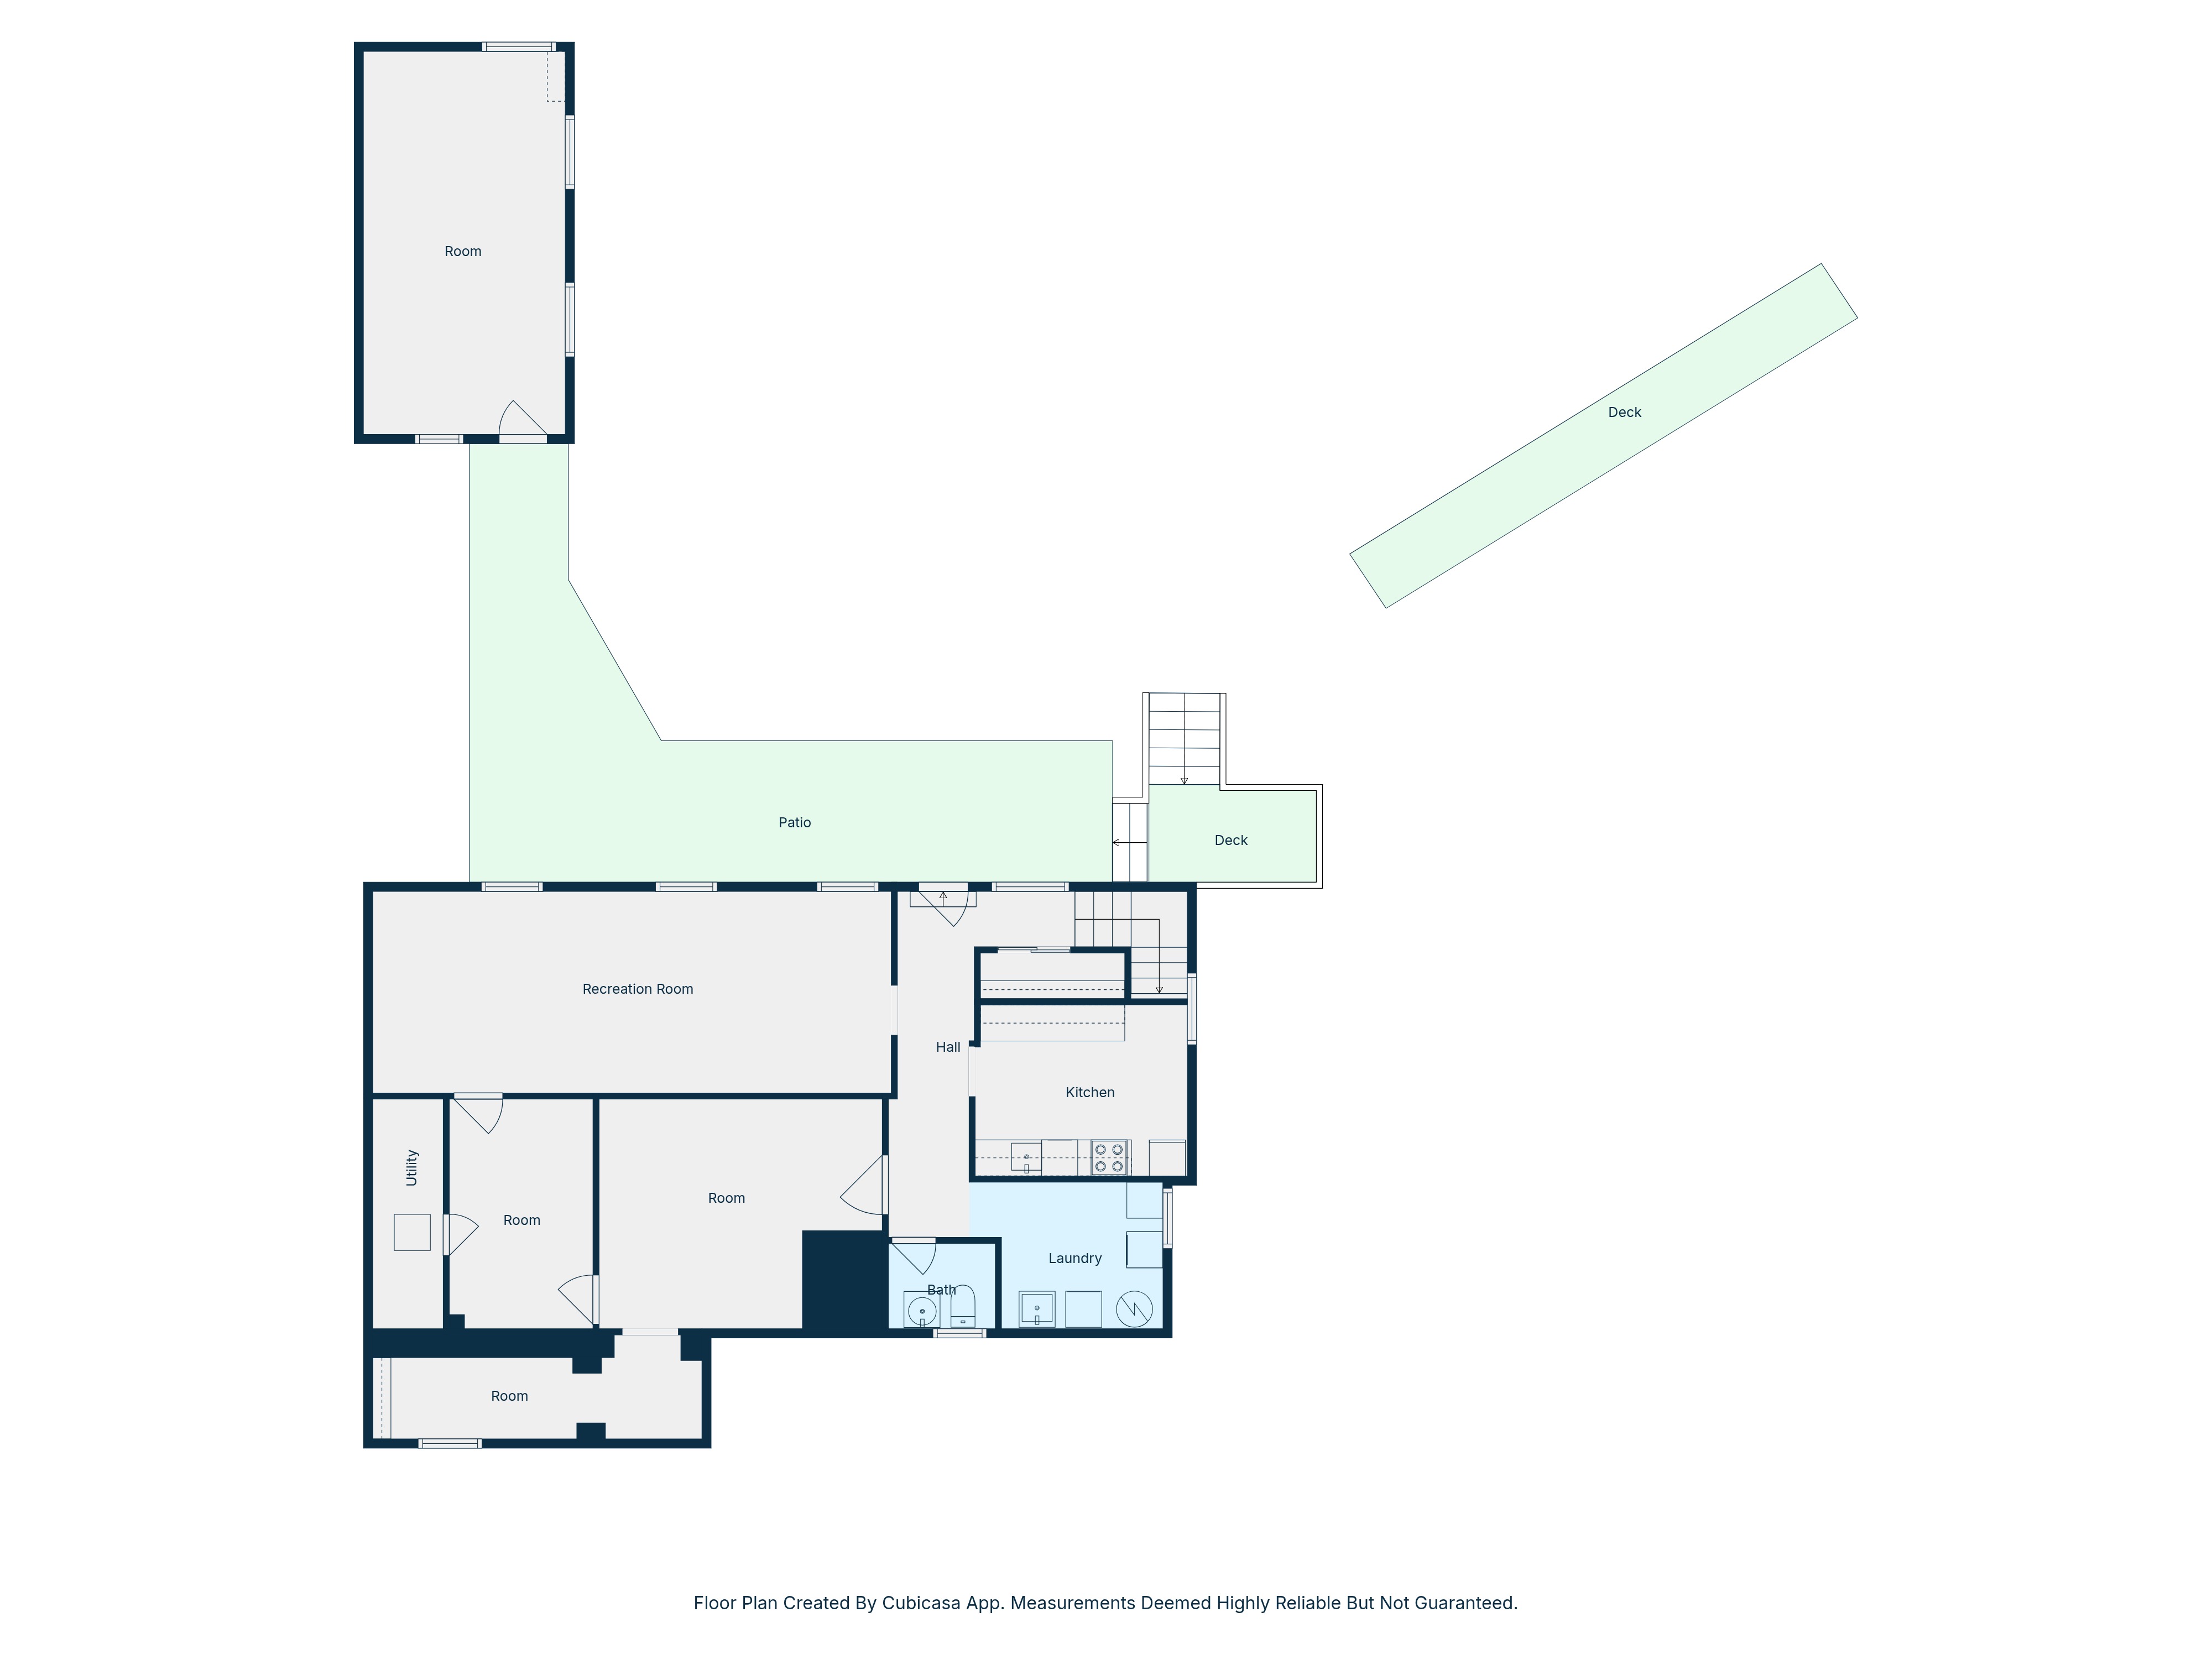 Room
Deck
Patio
Deck
Recreation Room
Hall
Kitchen
Utility
Room
Room
Laundry
Bath
Room
Floor Plan Created By Cubicasa App. Measurements Deemed Highly Reliable But Not Guaranteed.